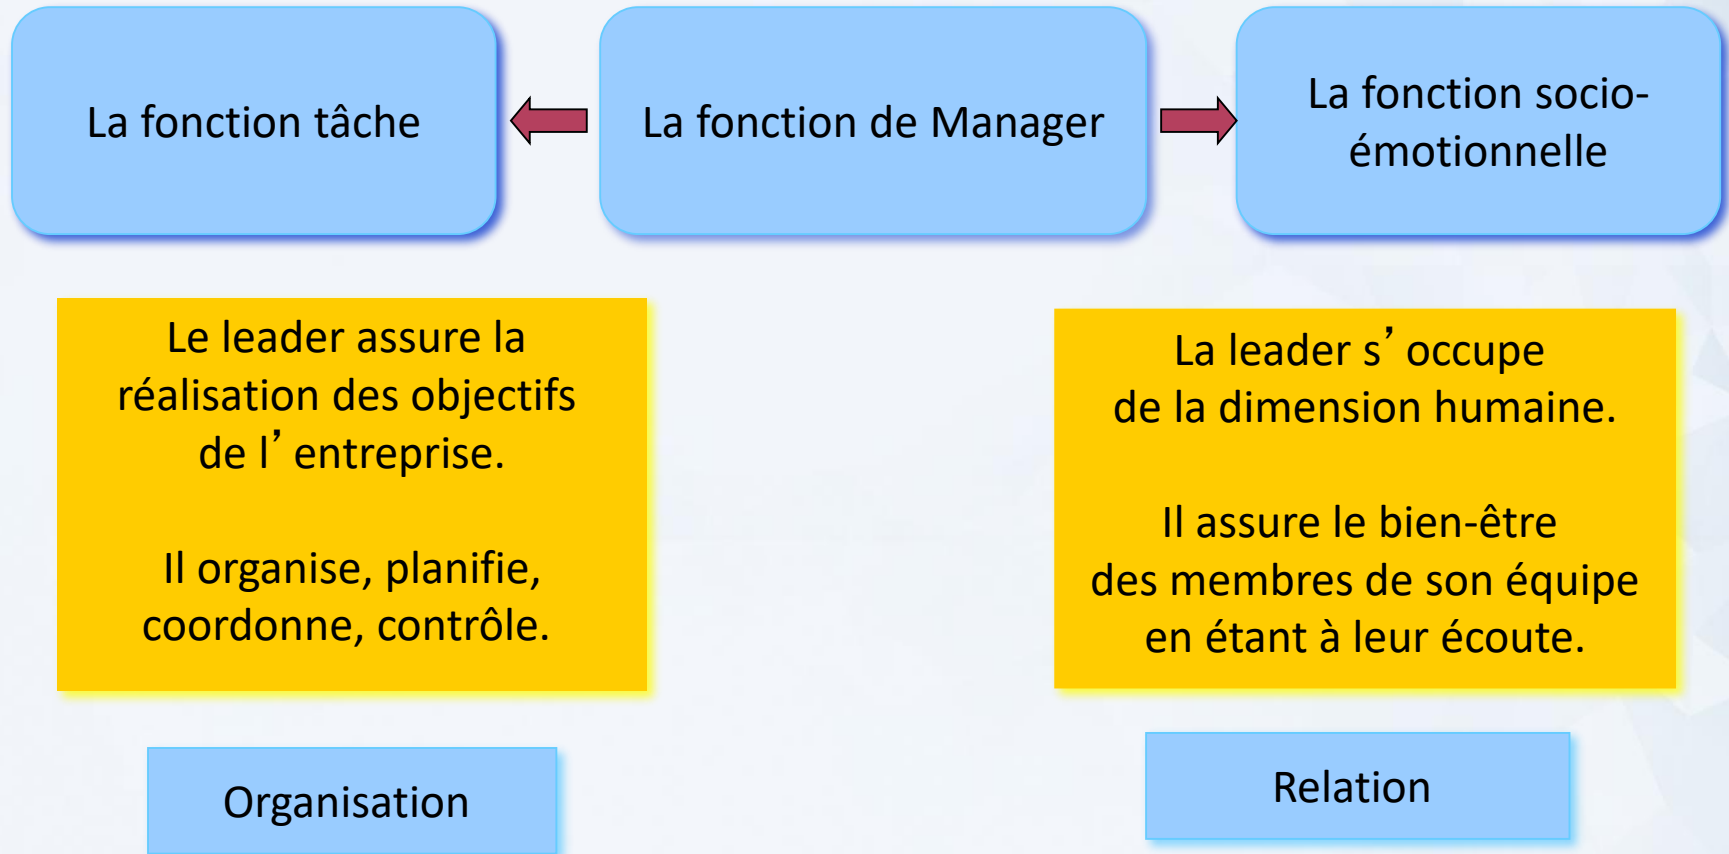 La fonction tâche
La fonction de Manager
La fonction socio-
émotionnelle
Le leader assure la
réalisation des objectifs
de l’ entreprise.
Il organise, planifie,
coordonne, contrôle.
La leader s’ occupe
de la dimension humaine.
Il assure le bien-être
des membres de son équipe
en étant à leur écoute.
Organisation
Relation